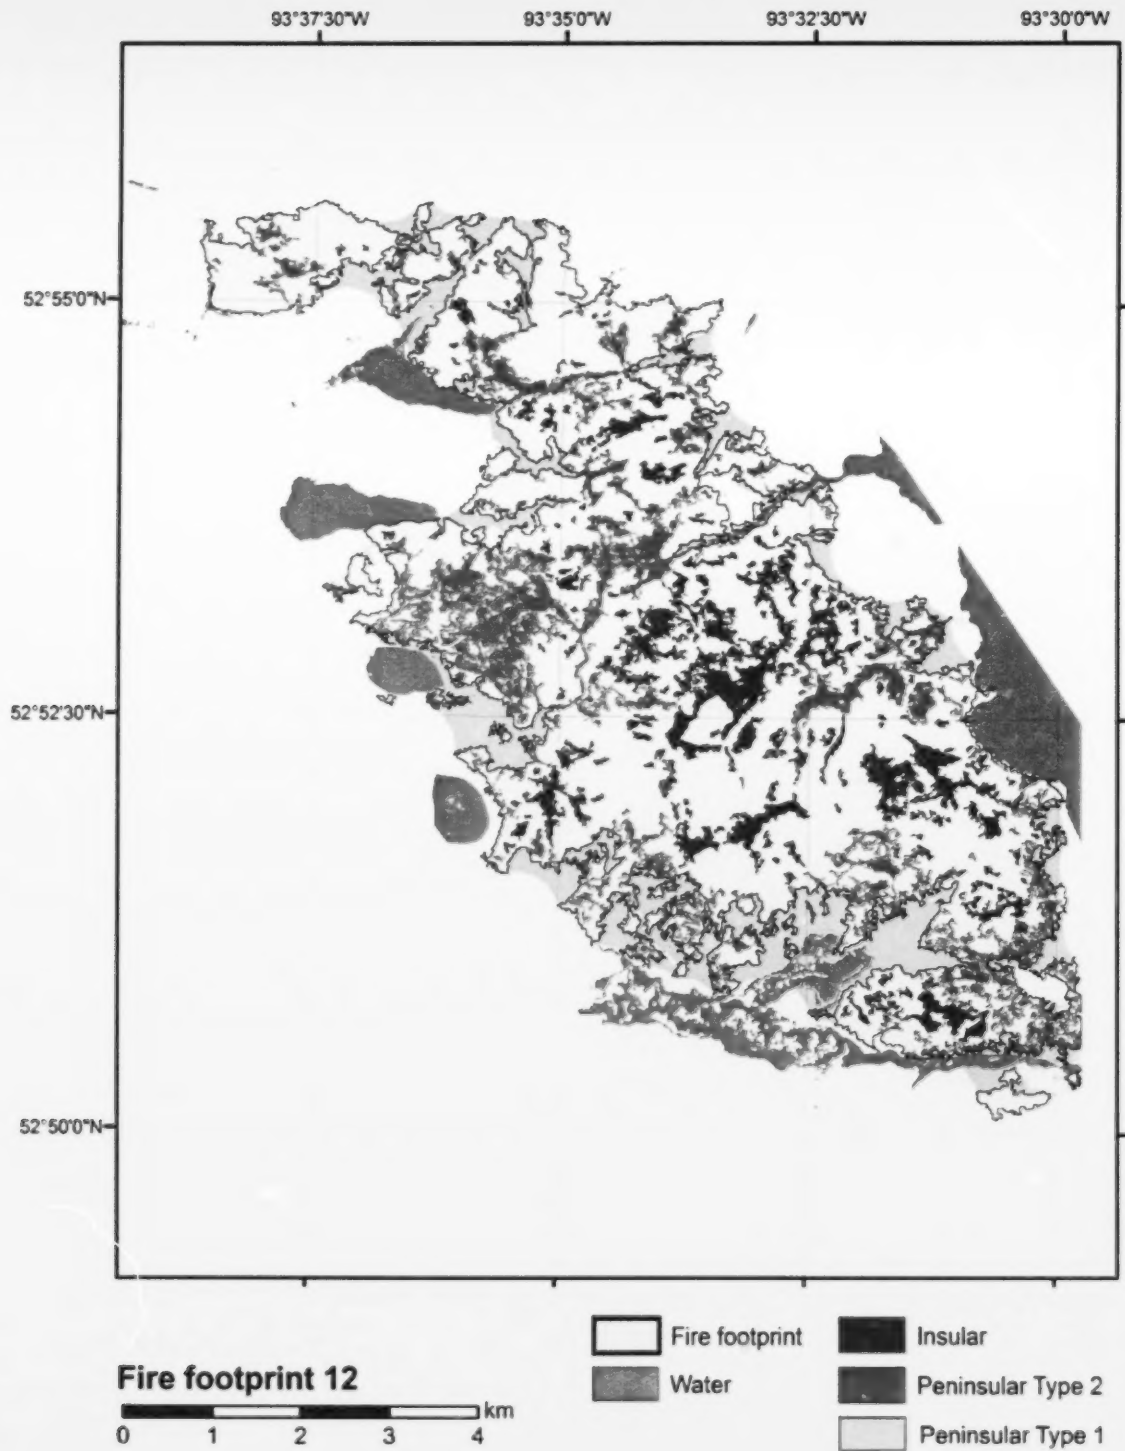 93°37'30"W 93°35'0"W 93°32'30"W 93°30'0"W
52°55'0"N
52°52'30"N
52°50'0"N
Fire footprint
Insular
Water
Peninsular Type 2
Peninsular Type 1
Fire footprint 12
km
0 1 2 3 4